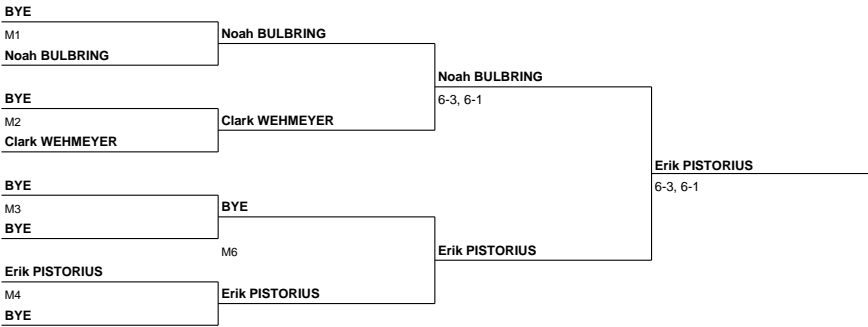 BYE
M1
Noah BULBRING
Noah BULBRING
Noah BULBRING
6-3, 6-1
BYE
M2
Clark WEHMEYER
Clark WEHMEYER
Erik PISTORIUS
6-3, 6-1
BYE
M3
BYE
BYE
M6
Erik PISTORIUS
Erik PISTORIUS
M4
BYE
Erik PISTORIUS